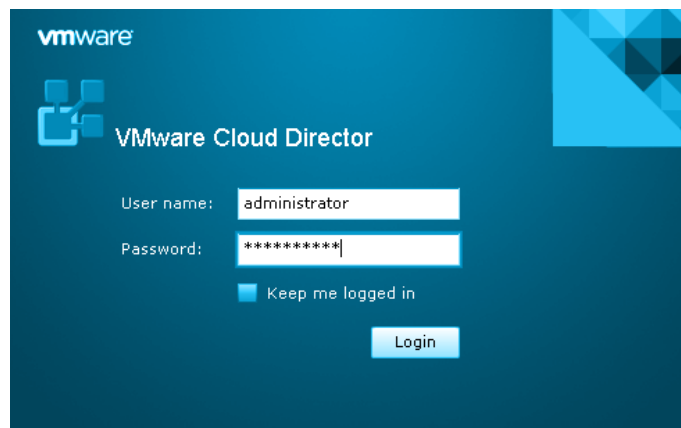 vmware
VMware Cloud Director
User name: administrator
Password: **********
Keep me logged in
Login